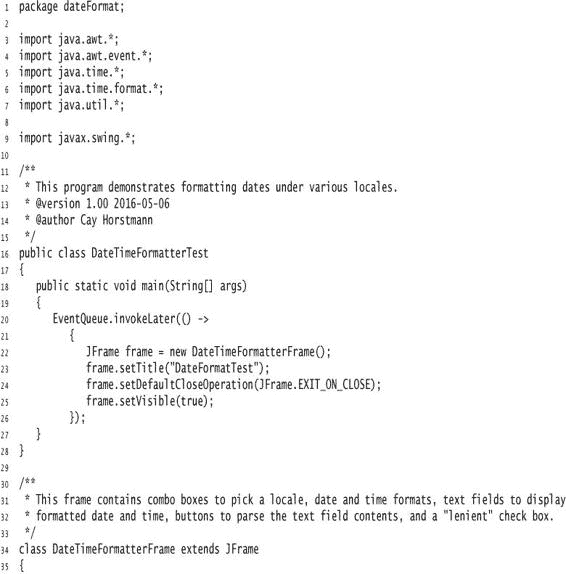 1 package dateFormat;
2
3 import java.awt.*;
4 import java.awt.event.*;
5 import java.time.*;
6 import java.time.format.*;
7 import java.util.*;
8
9 import javax.swing.*;
10
11 /**
12  * This program demonstrates formatting dates under various locales.
13  * @version 1.00 2016-05-06
14  * @author Cay Horstmann
15  */
16 public class DateTimeFormatterTest
17 {
18    public static void main(String[] args)
19    {
20       EventQueue.invokeLater(() ->
21          {
22             JFrame frame = new DateTimeFormatterFrame();
23             frame.setTitle("DateFormatTest");
24             frame.setDefaultCloseOperation(JFrame.EXIT_ON_CLOSE);
25             frame.setVisible(true);
26          });
27    }
28 }
29
30 /**
31  * This frame contains combo boxes to pick a locale, date and time formats, text fields to display
32  * formatted date and time, buttons to parse the text field contents, and a "lenient" check box.
33  */
34 class DateTimeFormatterFrame extends JFrame
35 {